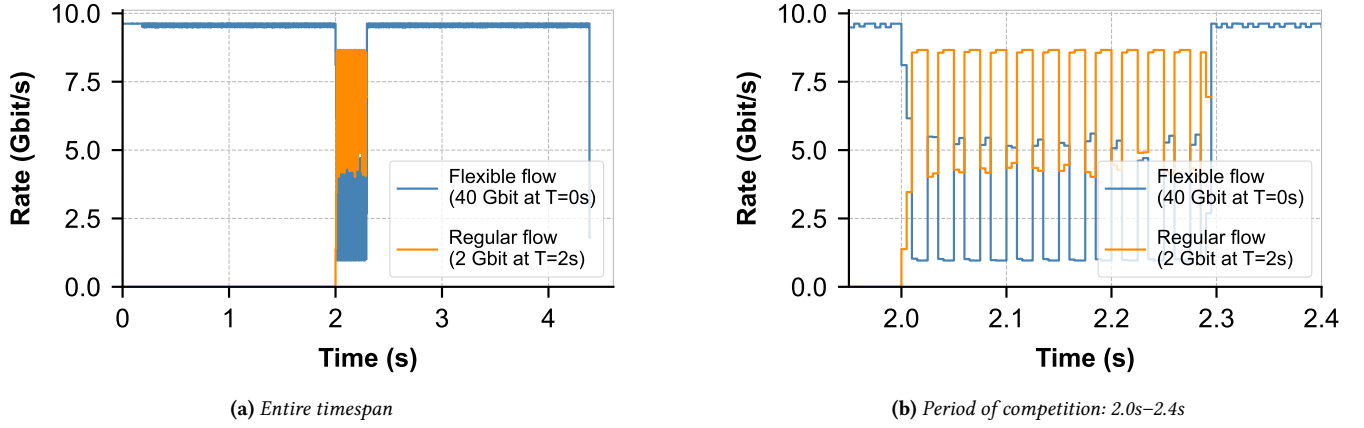 10.0
7.5
5.0
2.5
0.0
Rate (Gbit/s)
Flexible flow
(40 Gbit at T=0s)
Regular flow
(2 Gbit at T=2s)
0 1 2 3 4
Time (s)
(a) Entire timespan
10.0
7.5
5.0
2.5
0.0
Rate (Gbit/s)
Flexible flow
(40 Gbit at T=0s)
Regular flow
(2 Gbit at T=2s)
2.0 2.1 2.2 2.3 2.4
Time (s)
(b) Period of competition: 2.0s–2.4s